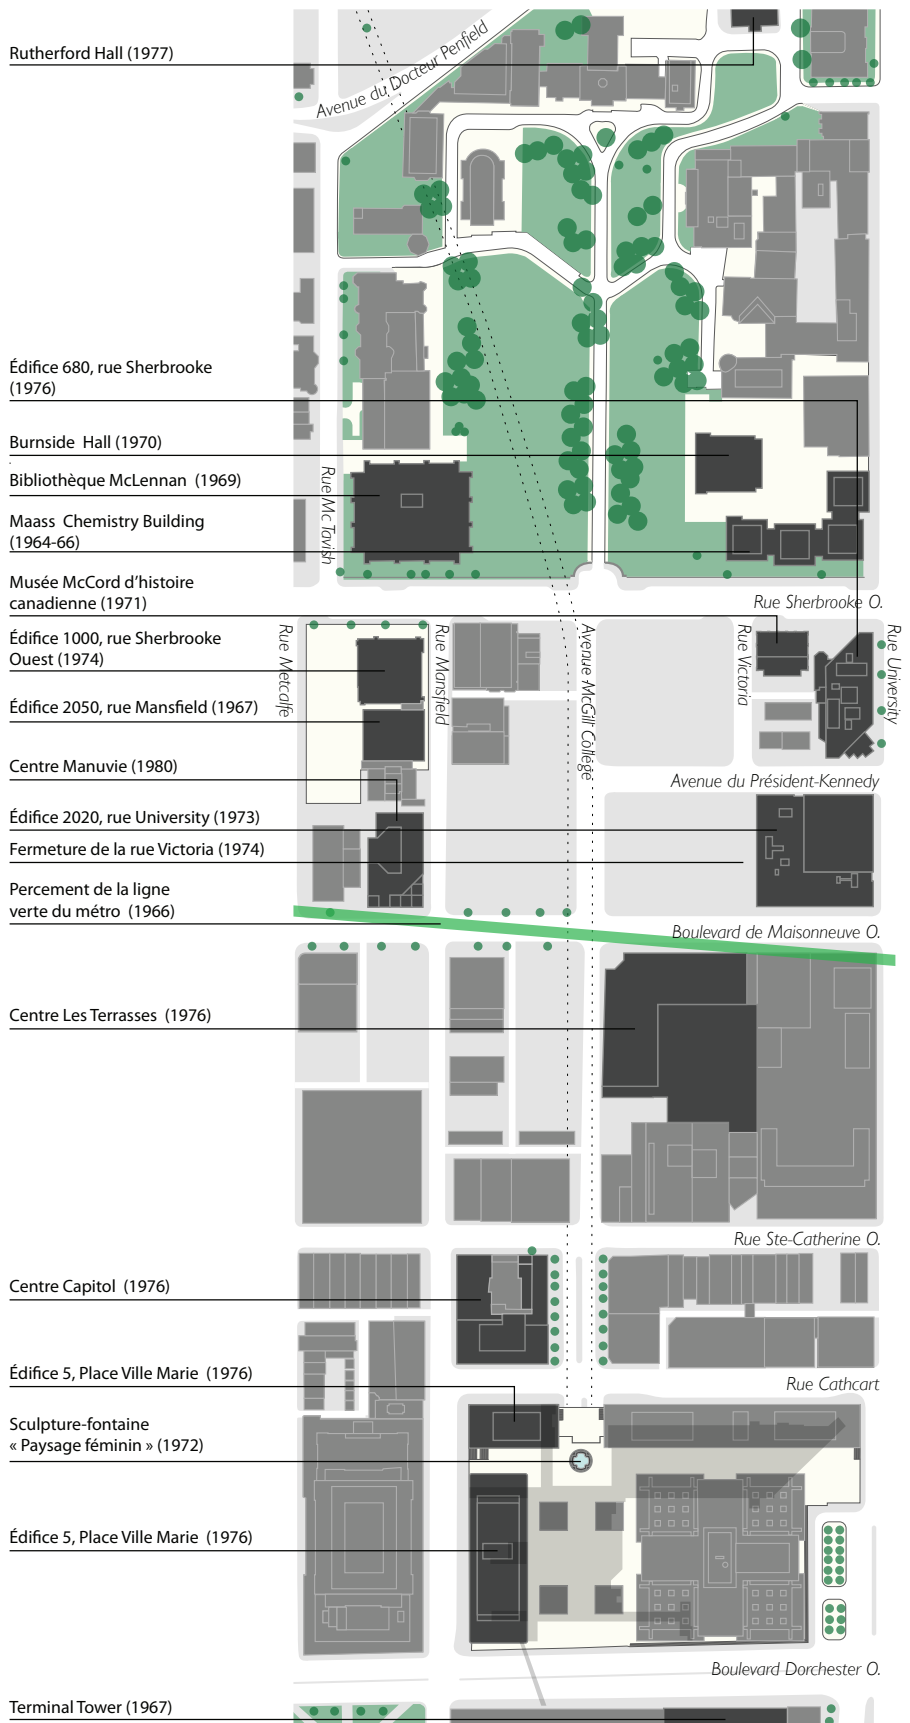 Rutherford Hall (1977)
Avenue du Docteur Penfield
Édifice 680, rue Sherbrooke
(1976)
Burnside Hall (1970)
Bibliothèque McLennan (1969)
Maass Chemistry Building
(1964-66)
Rue Mc Tavish
Musée McCord d'histoire
canadienne (1971)
Rue Sherbrooke O.
Édifice 1000, rue Sherbrooke
Ouest (1974)
Rue Metcalfe
Rue Mansfield
Avenue McGill Collège
Rue Victoria
Rue University
Édifice 2050, rue Mansfield (1967)
Centre Manuvie (1980)
Avenue du Président-Kennedy
Édifice 2020, rue University (1973)
Fermeture de la rue Victoria (1974)
Percement de la ligne
verte du métro (1966)
Boulevard de Maisonneuve O.
Centre Les Terrasses (1976)
Rue Ste-Catherine O.
Centre Capitol (1976)
Édifice 5, Place Ville Marie (1976)
Rue Cathcart
Sculpture-fontaine
« Paysage féminin » (1972)
Édifice 5, Place Ville Marie (1976)
Boulevard Dorchester O.
Terminal Tower (1967)